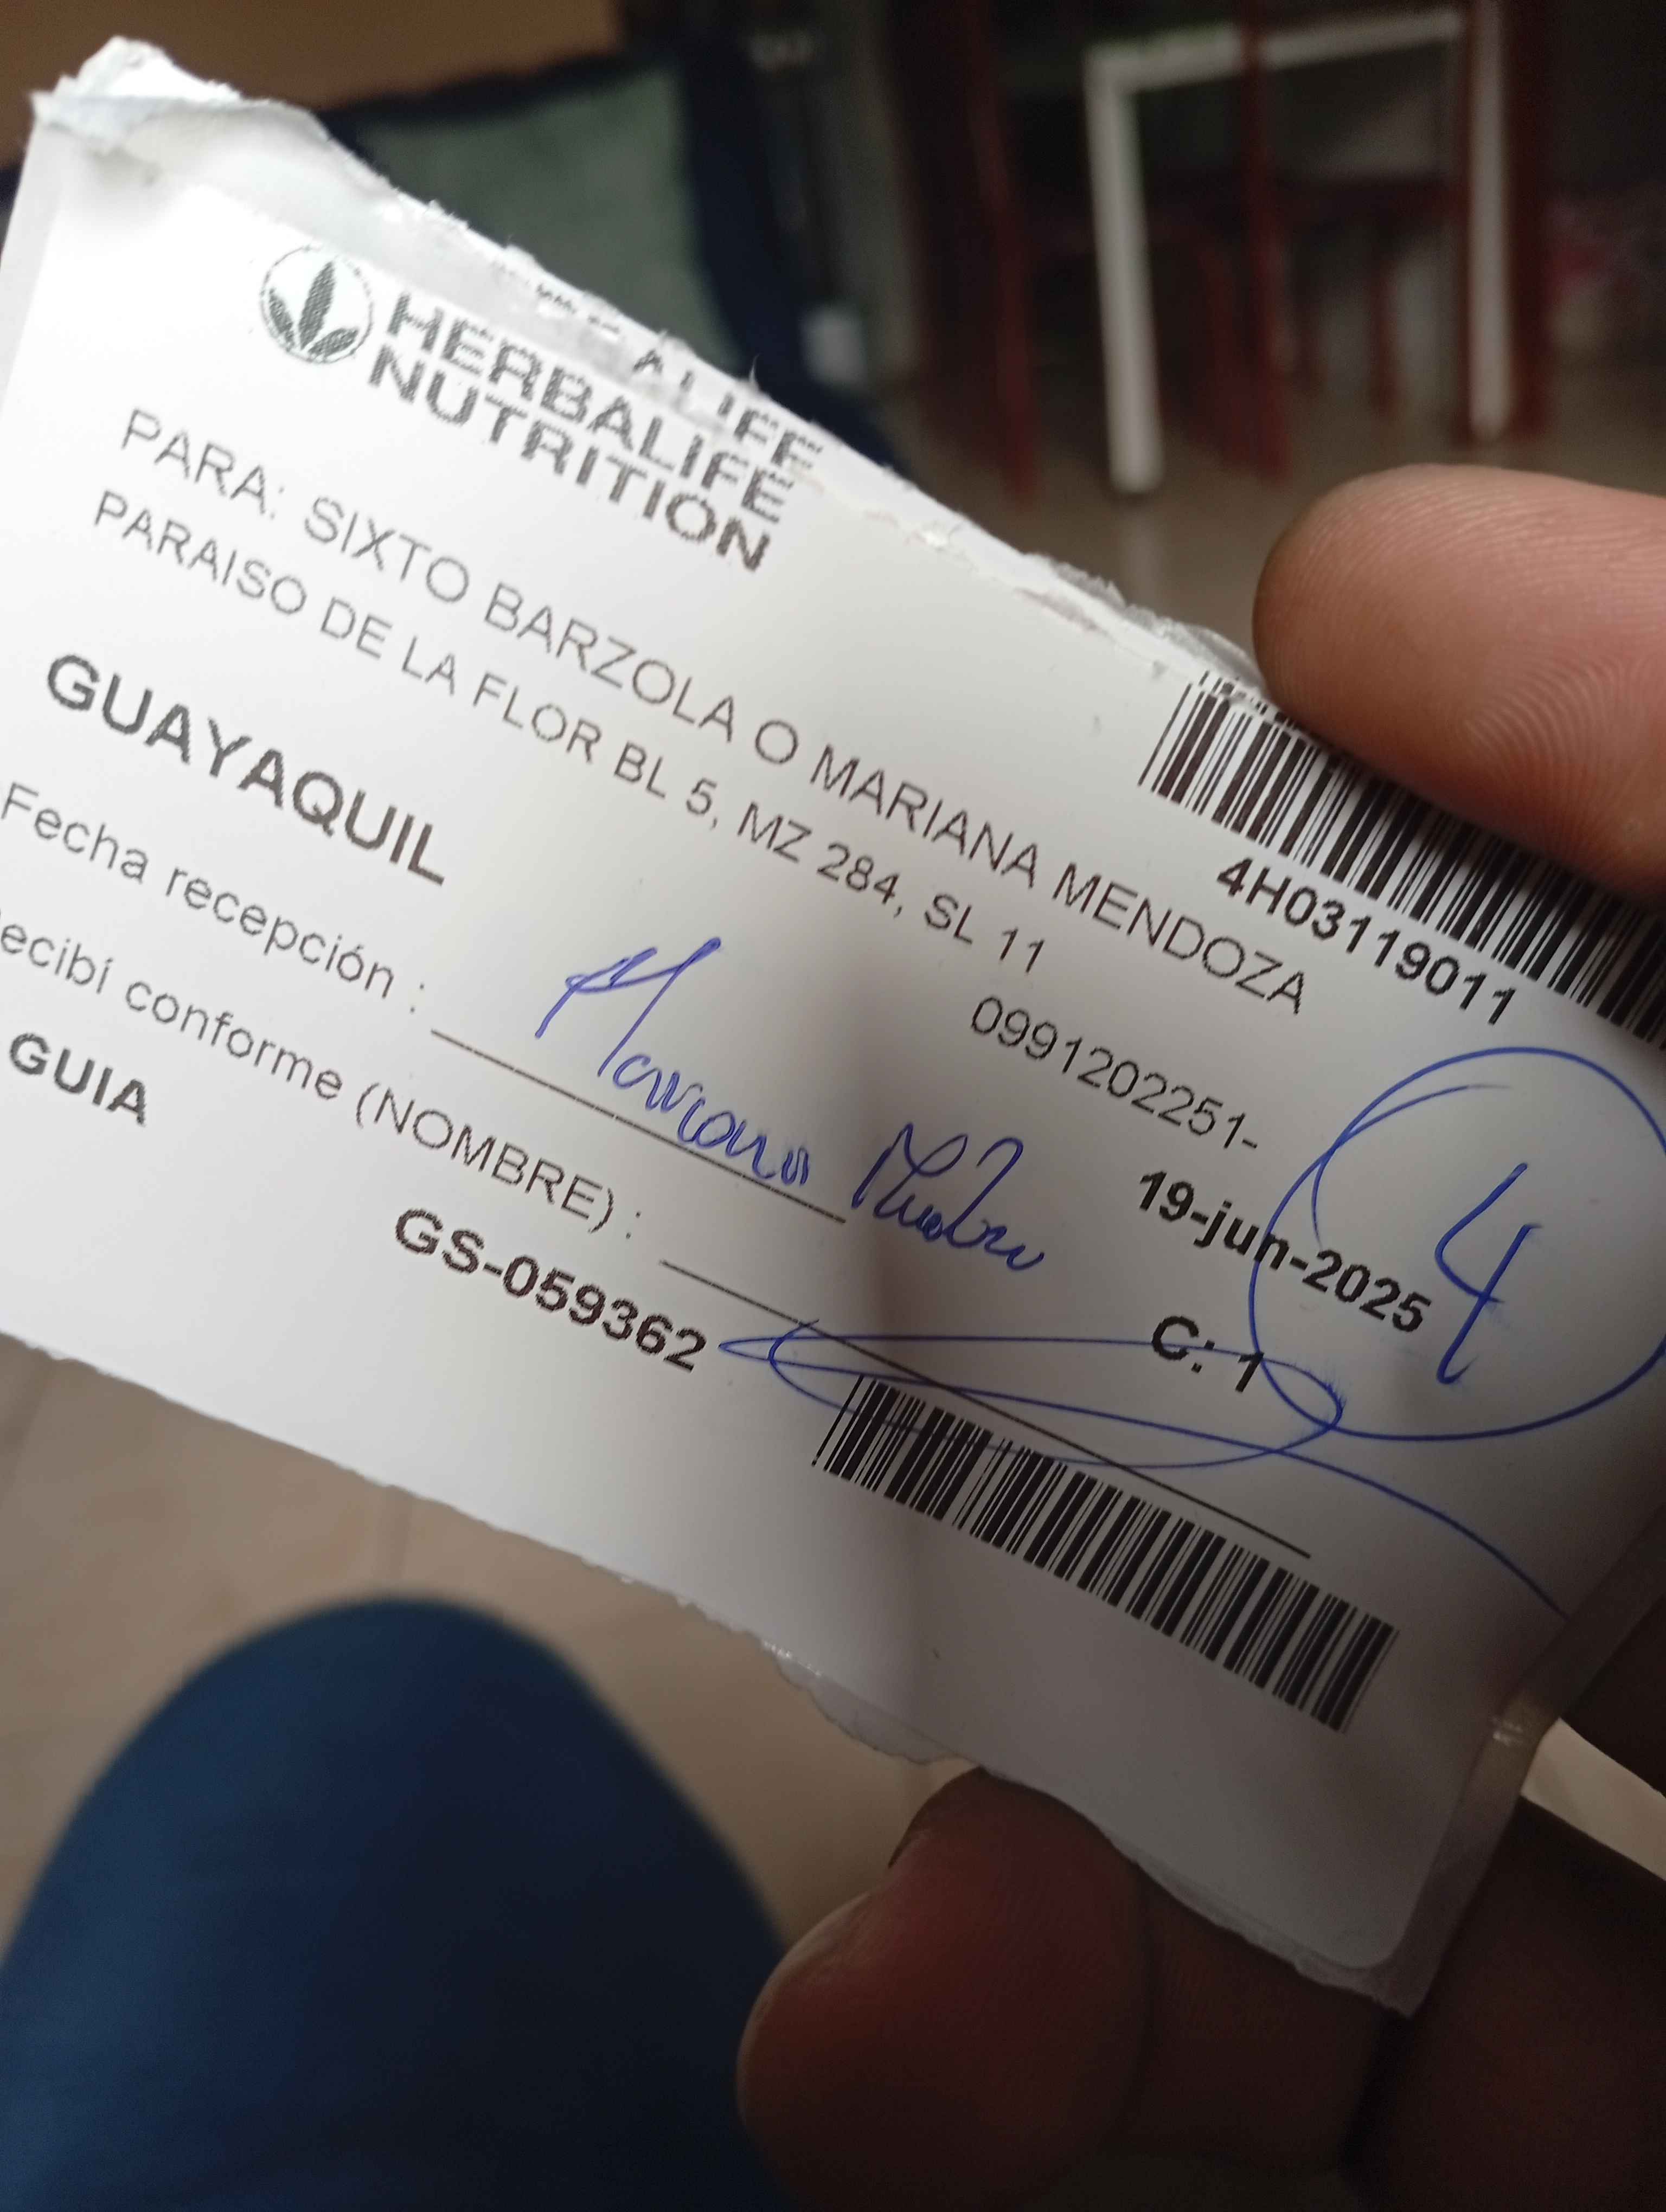 HERBALIFE
NUTRITION
4H03119011
PARA: SIXTO BARZOLA O MARIANA MENDOZA
PARAISO DE LA FLOR BL 5, MZ 284, SL 11
0991202251-
GUAYAQUIL
19-jun-2025
4
Fecha recepción :
Mariana
C: 1
ecibí conforme (NOMBRE) :
GUIA
GS-059362